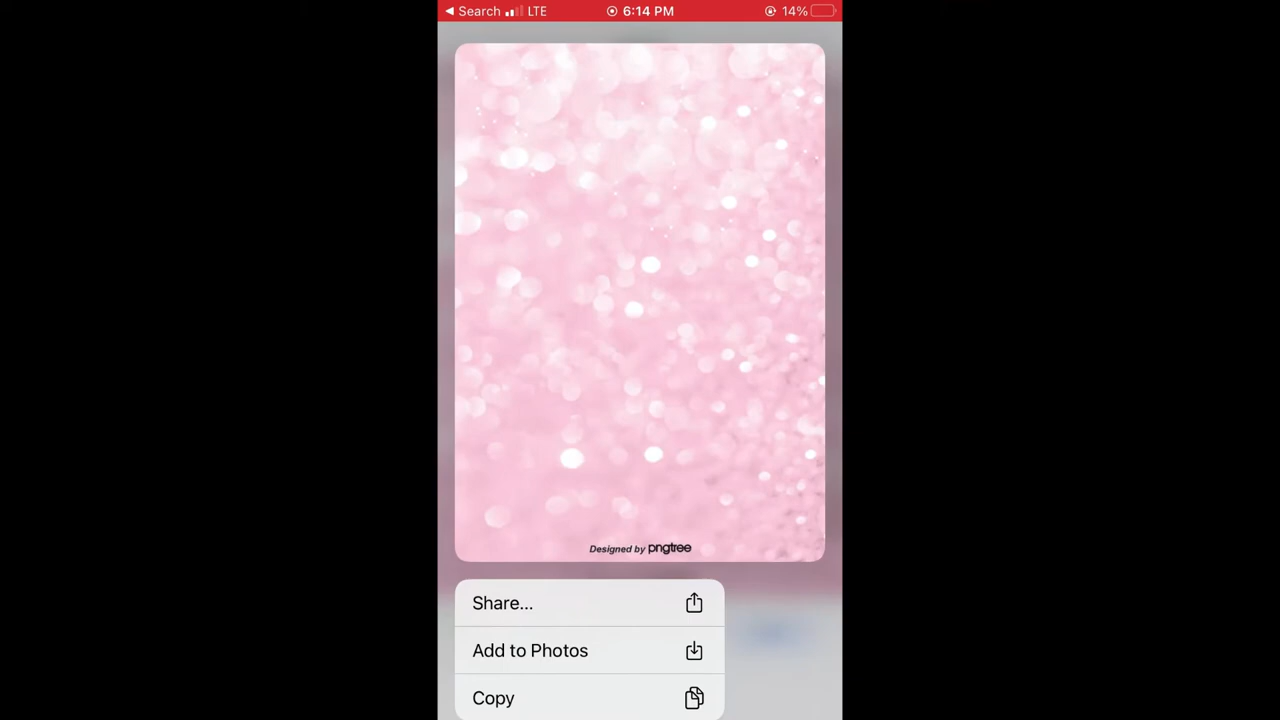 Search LTE 6:14 PM 14%
Designed by pngtree
Share...
Add to Photos
Copy